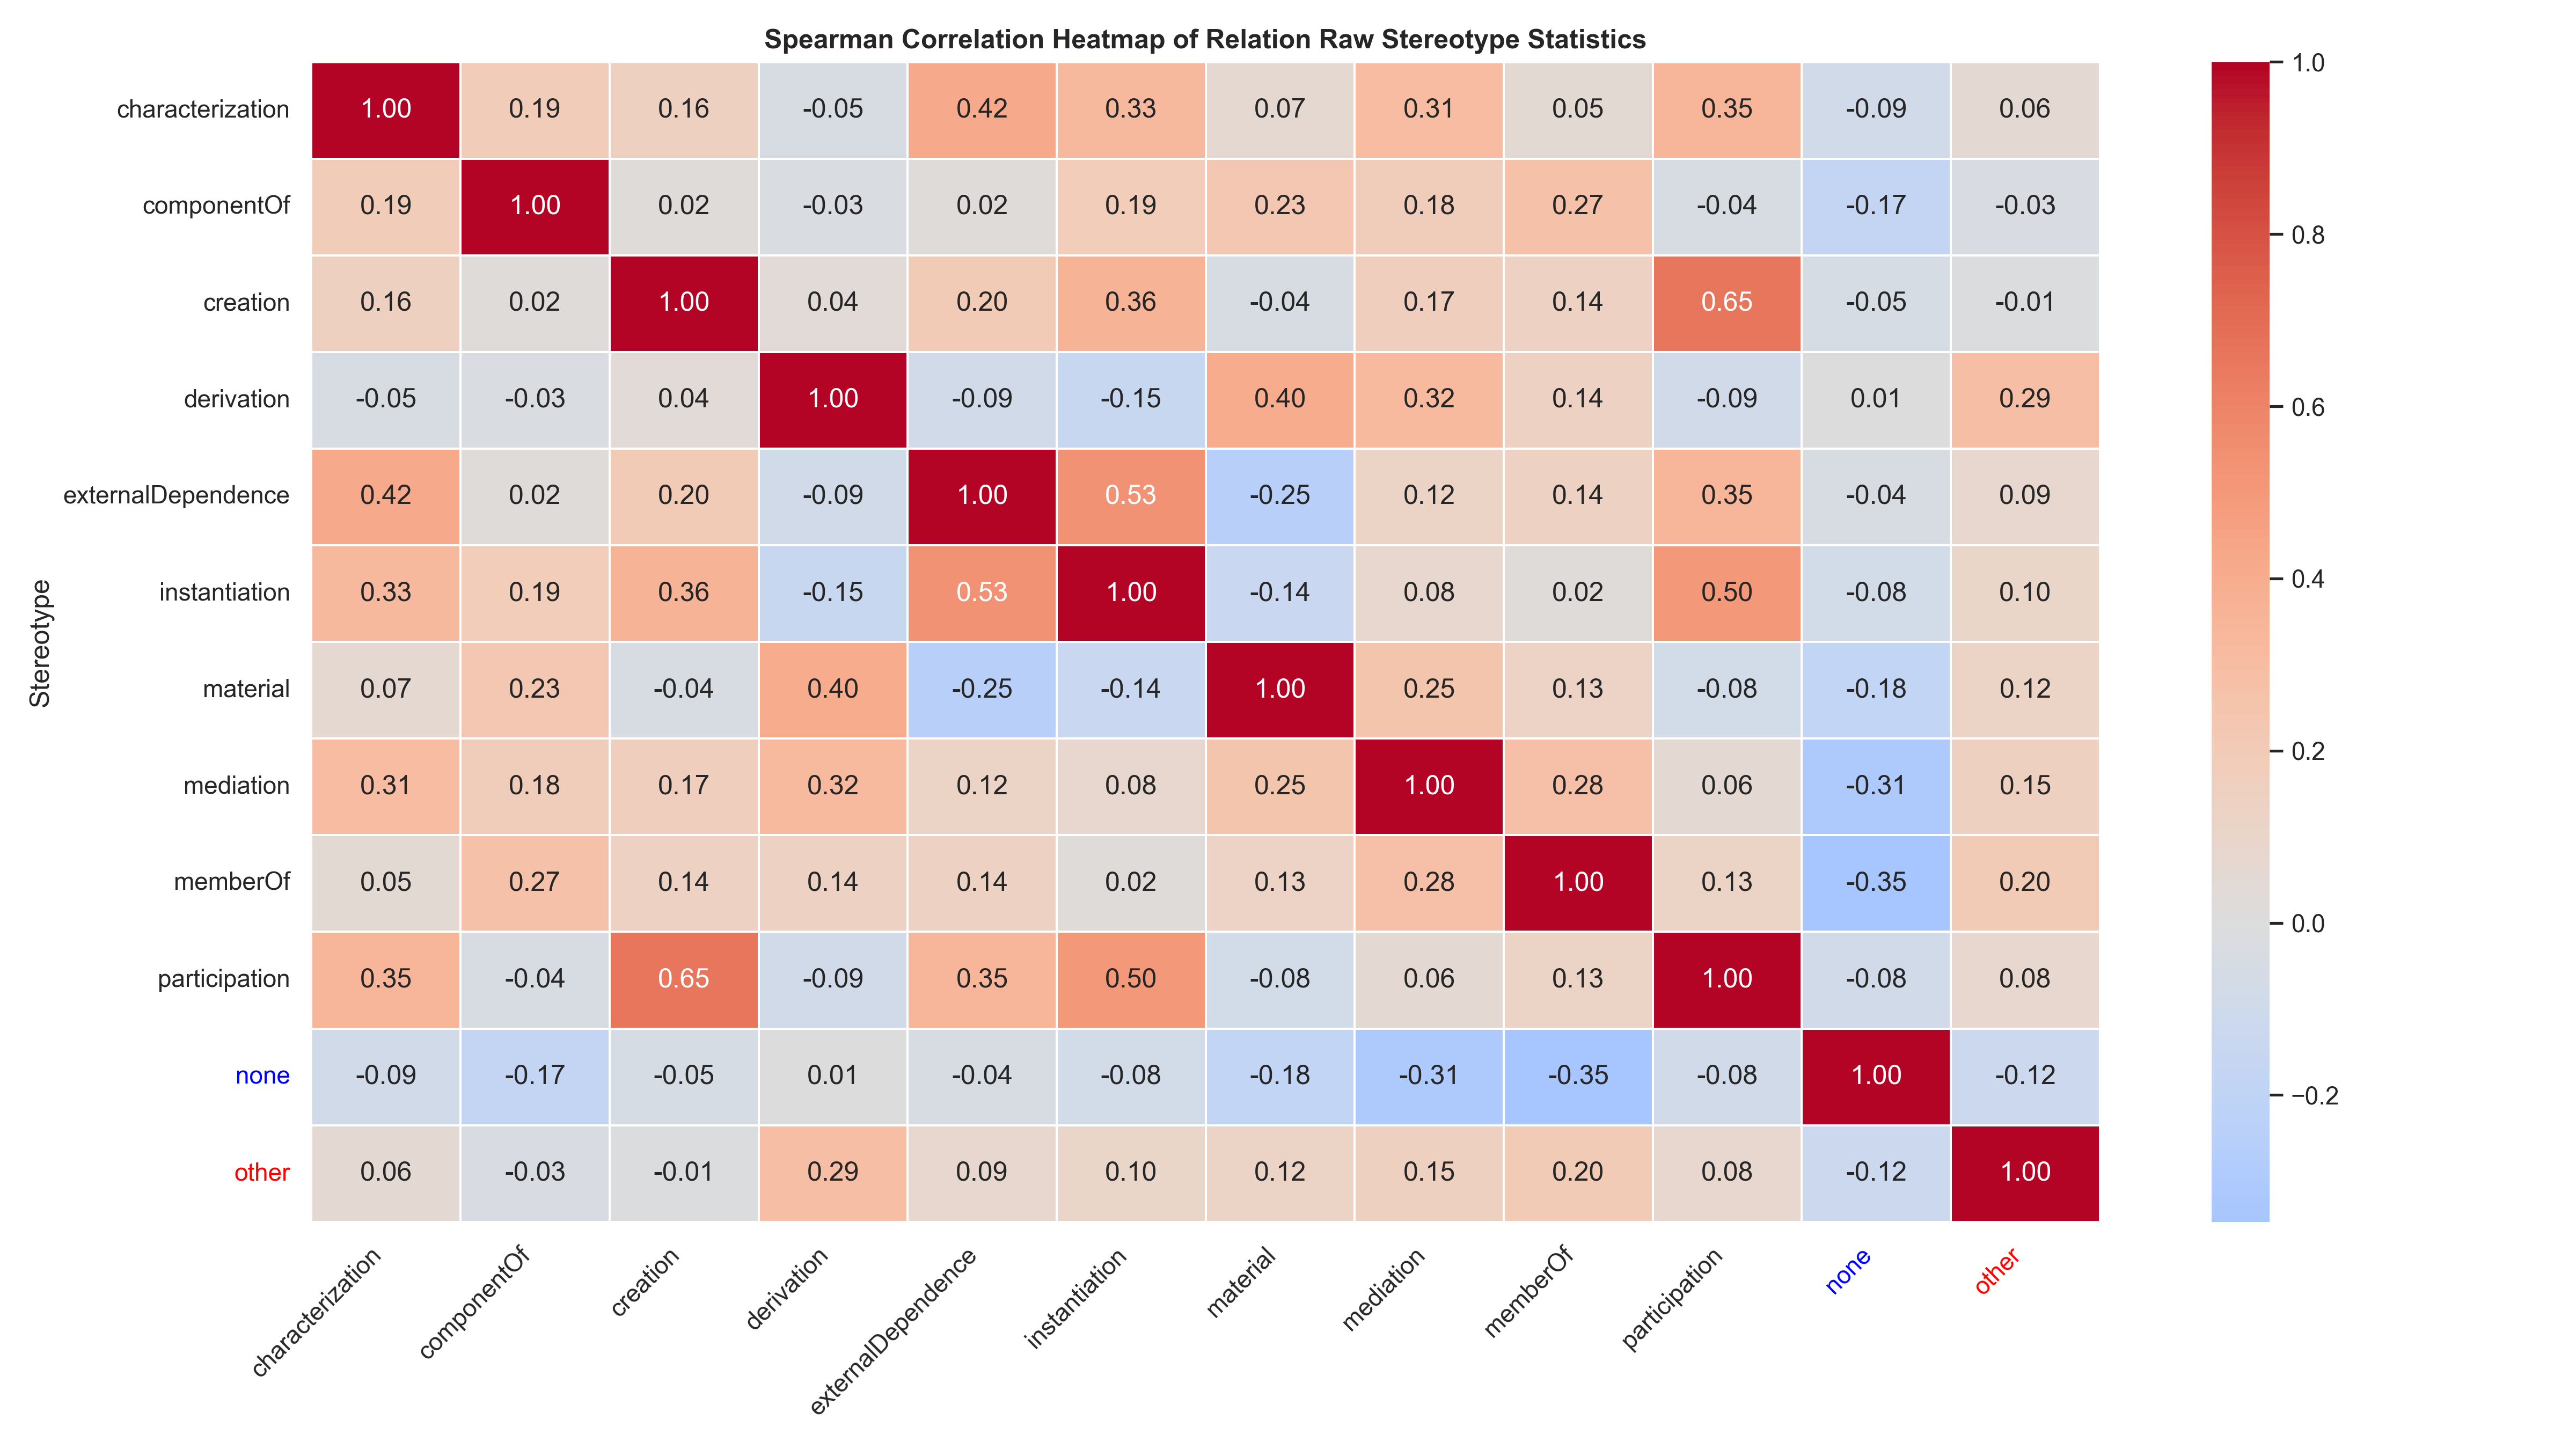 Spearman Correlation Heatmap of Relation Raw Stereotype Statistics
Stereotype
characterization 1.00 0.19 0.16 -0.05 0.42 0.33 0.07 0.31 0.05 0.35 -0.09 0.06
componentOf 0.19 1.00 0.02 -0.03 0.02 0.19 0.23 0.18 0.27 -0.04 -0.17 -0.03
creation 0.16 0.02 1.00 0.04 0.20 0.36 -0.04 0.17 0.14 0.65 -0.05 -0.01
derivation -0.05 -0.03 0.04 1.00 -0.09 -0.15 0.40 0.32 0.14 -0.09 0.01 0.29
externalDependence 0.42 0.02 0.20 -0.09 1.00 0.53 -0.25 0.12 0.14 0.35 -0.04 0.09
instantiation 0.33 0.19 0.36 -0.15 0.53 1.00 -0.14 0.08 0.02 0.50 -0.08 0.10
material 0.07 0.23 -0.04 0.40 -0.25 -0.14 1.00 0.25 0.13 -0.08 -0.18 0.12
mediation 0.31 0.18 0.17 0.32 0.12 0.08 0.25 1.00 0.28 0.06 -0.31 0.15
memberOf 0.05 0.27 0.14 0.14 0.14 0.02 0.13 0.28 1.00 0.13 -0.35 0.20
participation 0.35 -0.04 0.65 -0.09 0.35 0.50 -0.08 0.06 0.13 1.00 -0.08 0.08
none -0.09 -0.17 -0.05 0.01 -0.04 -0.08 -0.18 -0.31 -0.35 -0.08 1.00 -0.12
other 0.06 -0.03 -0.01 0.29 0.09 0.10 0.12 0.15 0.20 0.08 -0.12 1.00
characterization componentOf creation derivation externalDependence instantiation material mediation memberOf participation none other
1.0
0.8
0.6
0.4
0.2
0.0
−0.2